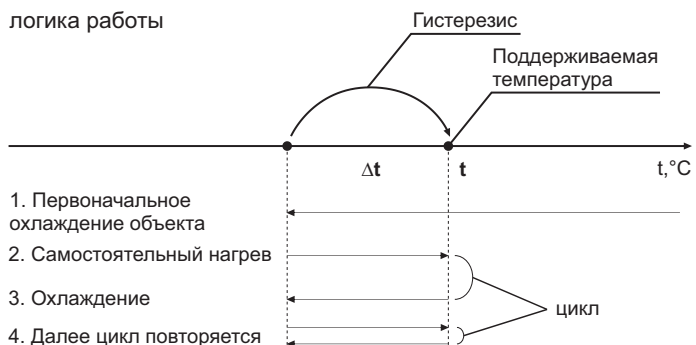 логика работы
Гистерезис
Поддерживаемая
температура
∆t
t
t,°C
1. Первоначальное
охлаждение объекта
2. Самостоятельный нагрев
3. Охлаждение
цикл
4. Далее цикл повторяется